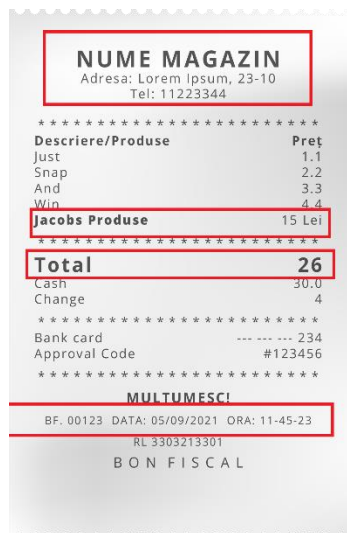 NUME MAGAZIN
Adresa: Lorem Ipsum, 23-10
Tel: 11223344
* * * * * * * * * * * * * * * * * * * * * * * *
Descriere/Produse Preț
Just 1.1
Snap 2.2
And 3.3
Win 4.4
Jacobs Produse 15 Lei
* * * * * * * * * * * * * * * * * * * * * * * *
Total 26
Cash 30.0
Change 4
* * * * * * * * * * * * * * * * * * * * * * * *
Bank card --- --- --- 234
Approval Code #123456
* * * * * * * * * * * * * * * * * * * * * * * *
MULTUMESC!
BF. 00123 DATA: 05/09/2021 ORA: 11-45-23
RL 3303213301
BON FISCAL